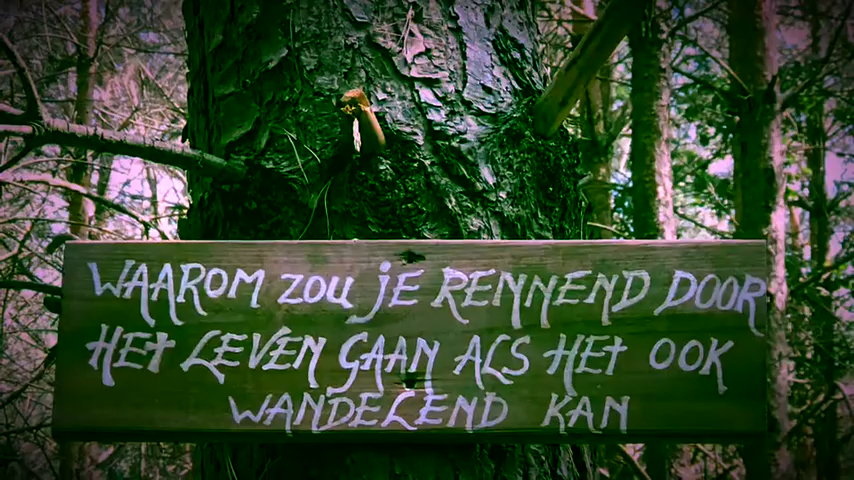 WAAROM ZOU JE RENNEND DOOR
HET LEVEN GAAN ALS HET OOK
WANDELEND KAN